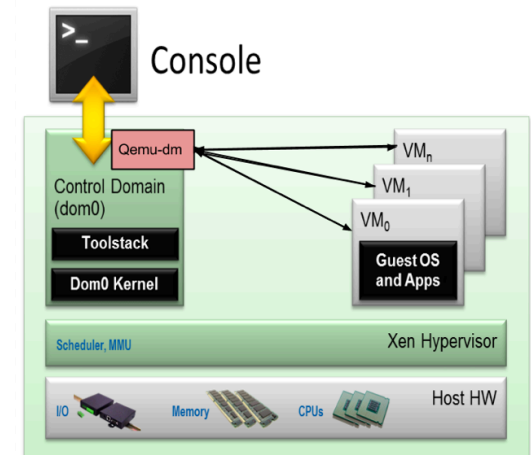 >_
Console
Qemu-dm
Control Domain
(dom0)
Toolstack
Dom0 Kernel
VMn
VM1
VM0
Guest OS
and Apps
Scheduler, MMU
Xen Hypervisor
I/O
Memory
CPUs
Host HW